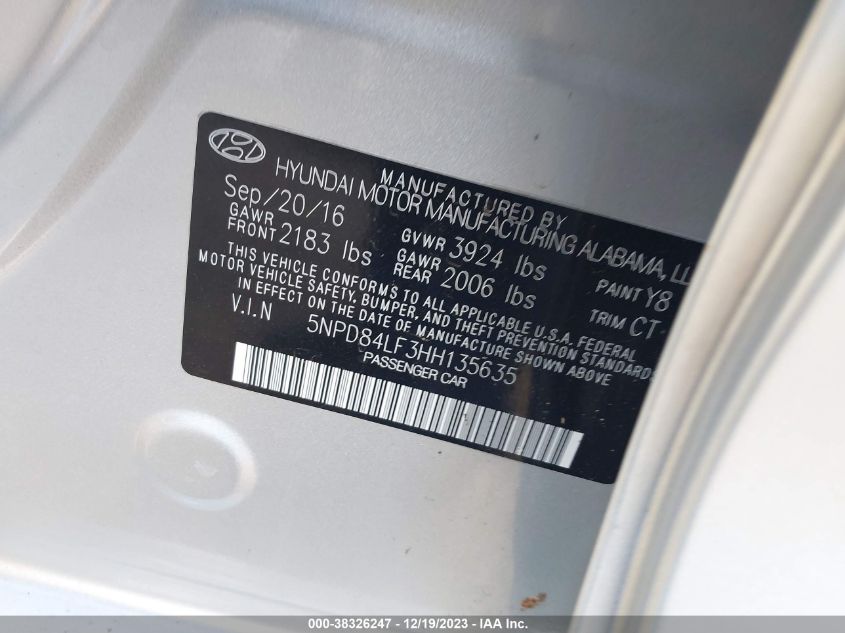 MANUFACTURED BY
HYUNDAI MOTOR MANUFACTURING ALABAMA,
Sep/20/16
GVWR 3924 lbs
GAWR FRONT 2183 lbs
GAWR REAR 2006 lbs
PAINT Y8
THIS VEHICLE CONFORMS TO ALL APPLICABLE U.S.A. FEDERAL
TRIM CT
MOTOR VEHICLE SAFETY, BUMPER, AND THEFT PREVENTION STANDARDS
IN EFFECT ON THE DATE OF MANUFACTURE SHOWN ABOVE
V.I.N 5NPD84LF3HH135635
PASSENGER CAR
000-38326247 - 12/19/2023 - IAA Inc.